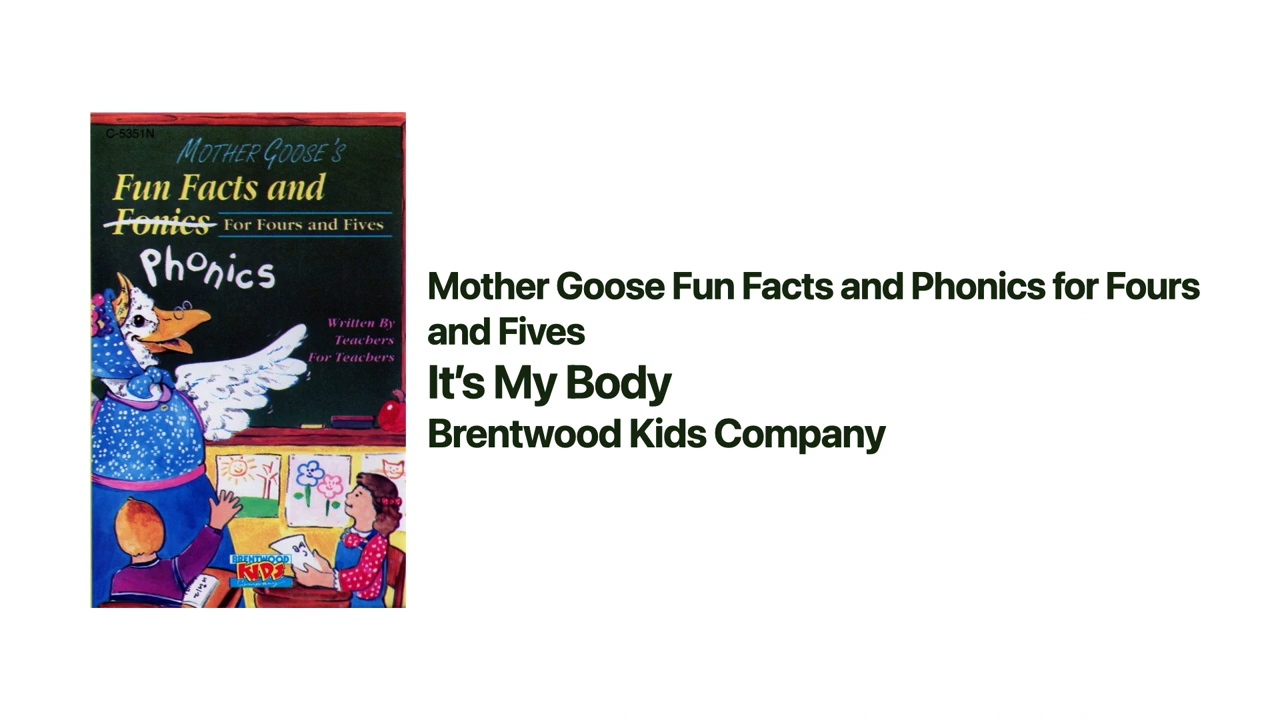 C-5351N
MOTHER GOOSE'S
Fun Facts and
Fonics For Fours and Fives
Phonics
Written By
Teachers
For Teachers
BRENTWOOD
KIDS
Company
Mother Goose Fun Facts and Phonics for Fours
and Fives
It's My Body
Brentwood Kids Company